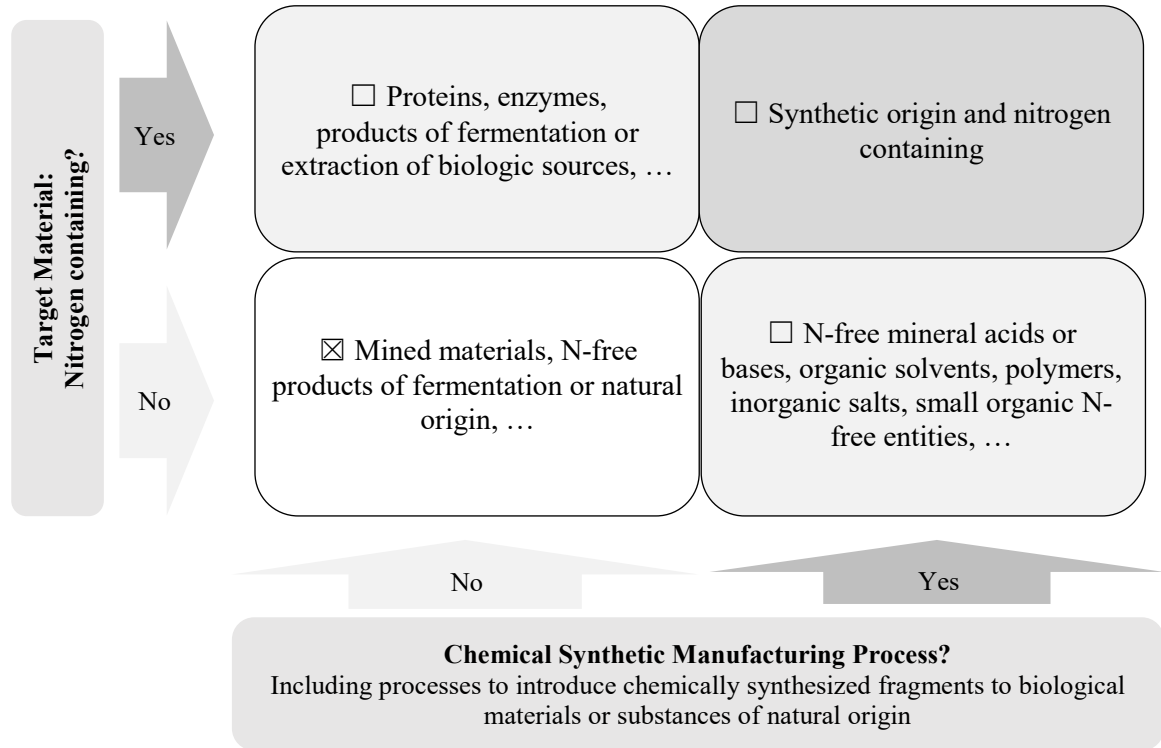 Target Material:
Nitrogen containing?
Yes
☐ Proteins, enzymes,
products of fermentation or
extraction of biologic sources, …
☐ Synthetic origin and nitrogen
containing
No
☒ Mined materials, N-free
products of fermentation or natural
origin, …
☐ N-free mineral acids or
bases, organic solvents, polymers,
inorganic salts, small organic N-
free entities, …
No
Yes
Chemical Synthetic Manufacturing Process?
Including processes to introduce chemically synthesized fragments to biological
materials or substances of natural origin